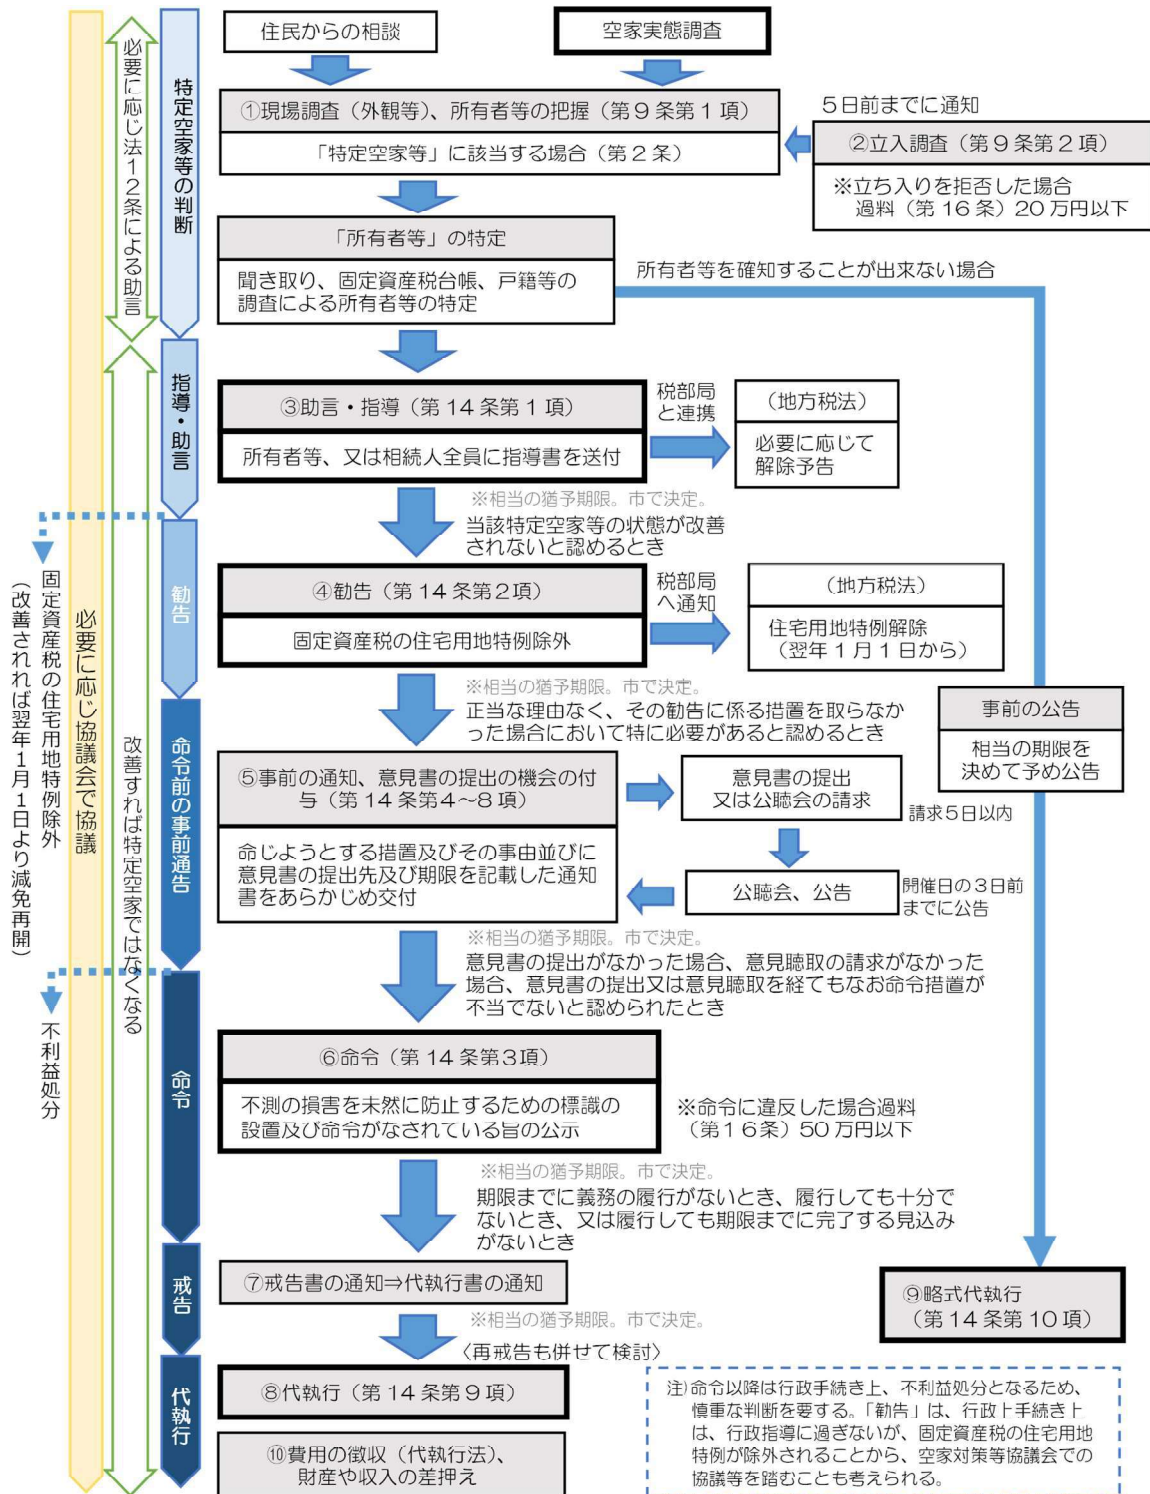 住民からの相談
空家実態調査
①現場調査（外観等）、所有者等の把握（第９条第１項）
「特定空家等」に該当する場合（第２条）
５日前までに通知
②立入調査（第９条第２項）
※立ち入りを拒否した場合
過料（第 16 条）20 万円以下
「所有者等」の特定
聞き取り、固定資産税台帳、戸籍等の
調査による所有者等の特定
所有者等を確知することが出来ない場合
③助言・指導（第 14 条第１項）
所有者等、又は相続人全員に指導書を送付
税部局
と連携
（地方税法）
必要に応じて
解除予告
※相当の猶予期限。市で決定。
当該特定空家等の状態が改善
されないと認めるとき
④勧告（第 14 条第２項）
固定資産税の住宅用地特例除外
税部局
へ通知
（地方税法）
住宅用地特例解除
（翌年１月１日から）
※相当の猶予期限。市で決定。
正当な理由なく、その勧告に係る措置を取らなか
った場合において特に必要があると認めるとき
事前の公告
相当の期限を
決めて予め公告
⑤事前の通知、意見書の提出の機会の付
与（第 14 条第４～８項）
命じようとする措置及びその事由並びに
意見書の提出先及び期限を記載した通知
書をあらかじめ交付
意見書の提出
又は公聴会の請求
請求５日以内
公聴会、公告
開催日の３日前
までに公告
※相当の猶予期限。市で決定。
意見書の提出がなかった場合、意見聴取の請求がなかった
場合、意見書の提出又は意見聴取を経てもなお命令措置が
不当でないと認められたとき
⑥命令（第 14 条第３項）
不測の損害を未然に防止するための標識の
設置及び命令がなされている旨の公示
※命令に違反した場合過料
（第１６条）50 万円以下
※相当の猶予期限。市で決定。
期限までに義務の履行がないとき、履行しても十分で
ないとき、又は履行しても期限までに完了する見込み
がないとき
⑦戒告書の通知⇒代執行書の通知
※相当の猶予期限。市で決定。
〈再戒告も併せて検討〉
⑧代執行（第 14 条第９項）
⑩費用の徴収（代執行法）、
財産や収入の差押え
⑨略式代執行
（第 14 条第 10 項）
注）命令以降は行政手続き上、不利益処分となるため、
慎重な判断を要する。「勧告」は、行政上手続き上
は、行政指導に過ぎないが、固定資産税の住宅用地
特例が除外されることから、空家対策等協議会での
協議等を踏むことも考えられる。
特定空家等の判断
指導・助言
勧告
命令前の事前通告
命令
戒告
代執行
必要に応じ法１２条による助言
改善すれば特定空家ではなくなる
必要に応じ協議会で協議
固定資産税の住宅用地特例除外
（改善されれば翌年１月１日より減免再開）
不利益処分